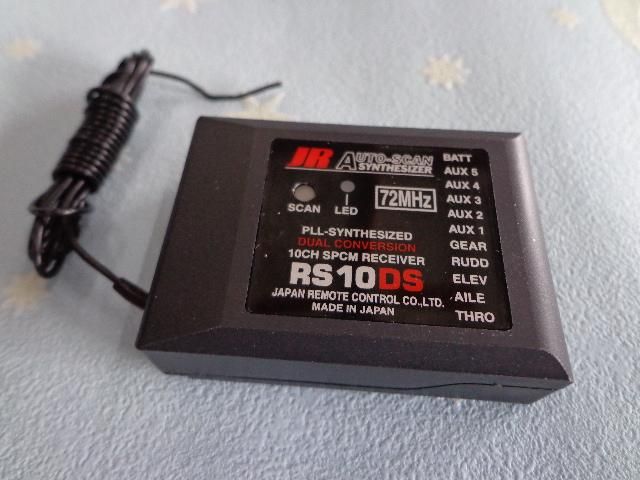 JR AUTO-SCAN
SYNTHESIZER
SCAN LED 72MHz
PLL-SYNTHESIZED
DUAL CONVERSION
10CH SPCM RECEIVER
RS10DS
JAPAN REMOTE CONTROL CO.,LTD.
MADE IN JAPAN
BATT
AUX 5
AUX 4
AUX 3
AUX 2
AUX 1
GEAR
RUDD
ELEV
AILE
THRO